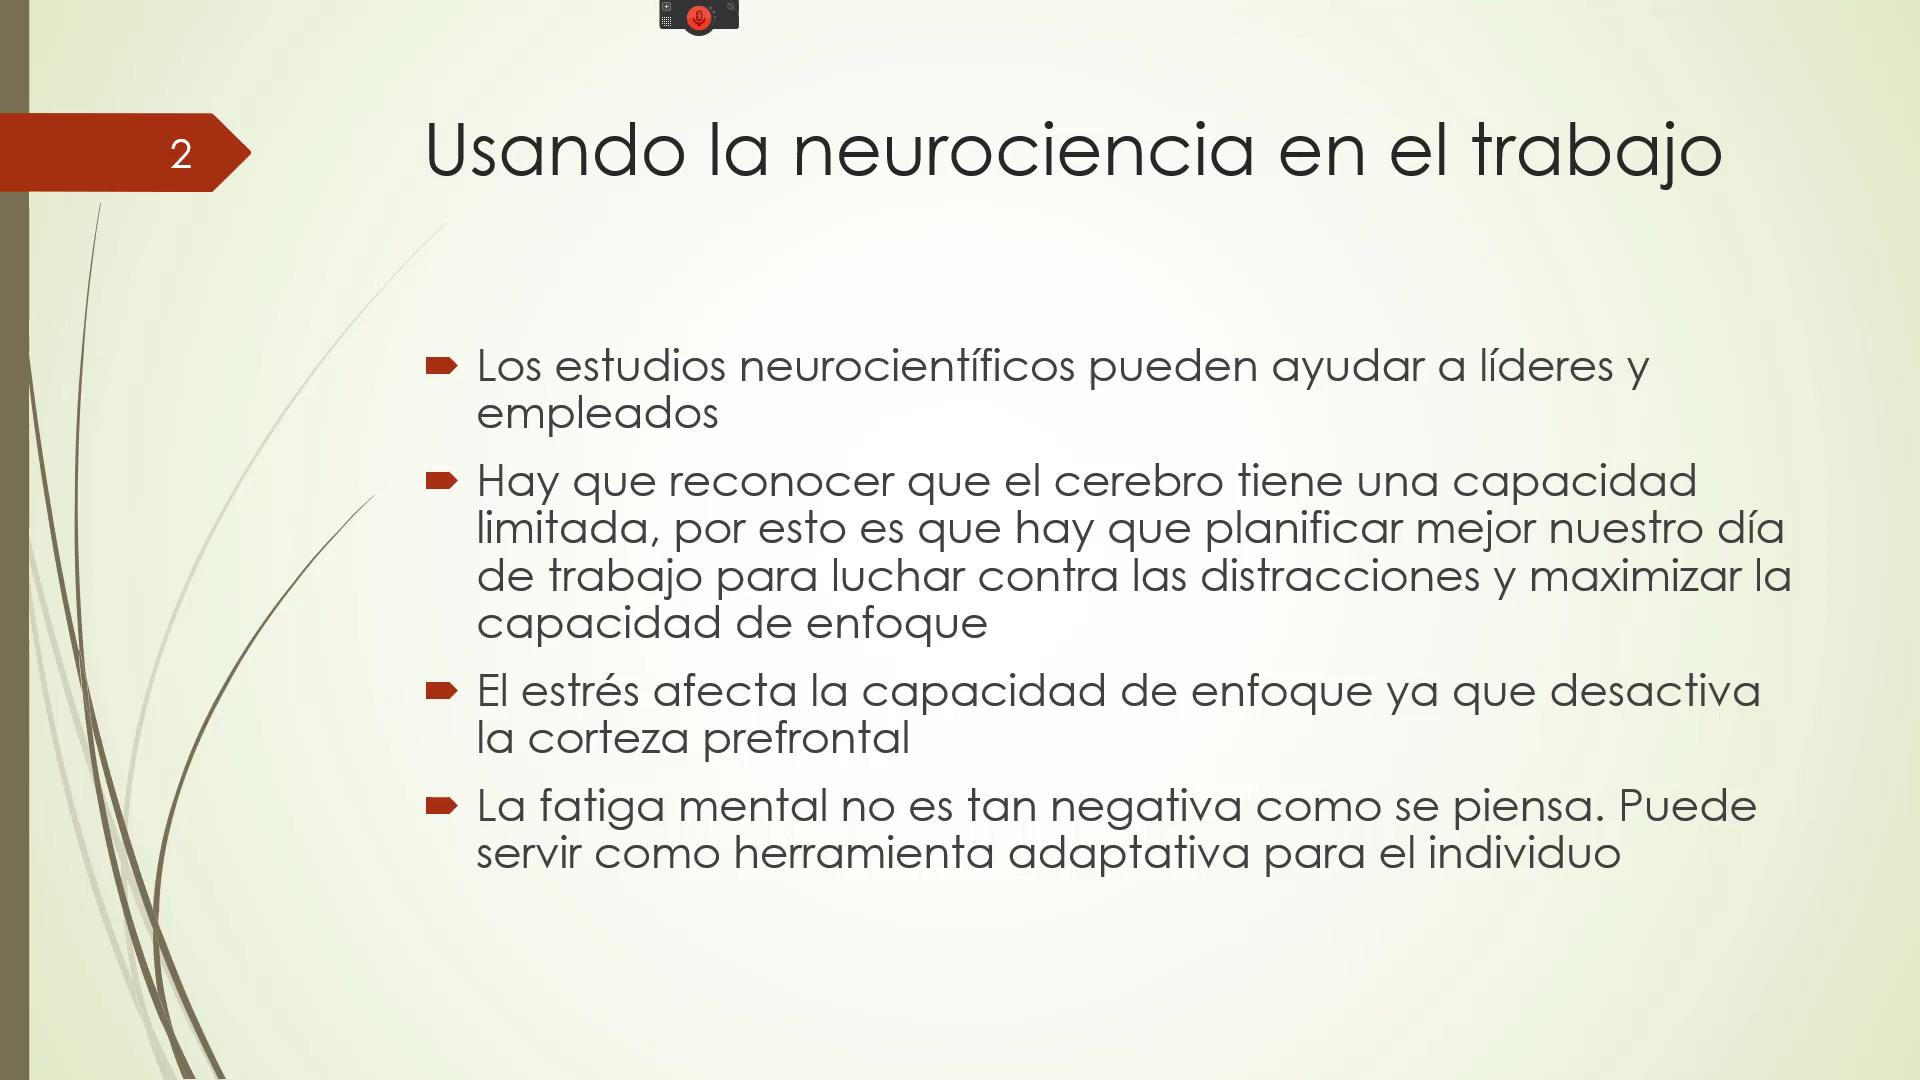 2
Usando la neurociencia en el trabajo
Los estudios neurocientíficos pueden ayudar a líderes y
empleados
Hay que reconocer que el cerebro tiene una capacidad
limitada, por esto es que hay que planificar mejor nuestro día
de trabajo para luchar contra las distracciones y maximizar la
capacidad de enfoque
El estrés afecta la capacidad de enfoque ya que desactiva
la corteza prefrontal
La fatiga mental no es tan negativa como se piensa. Puede
servir como herramienta adaptativa para el individuo